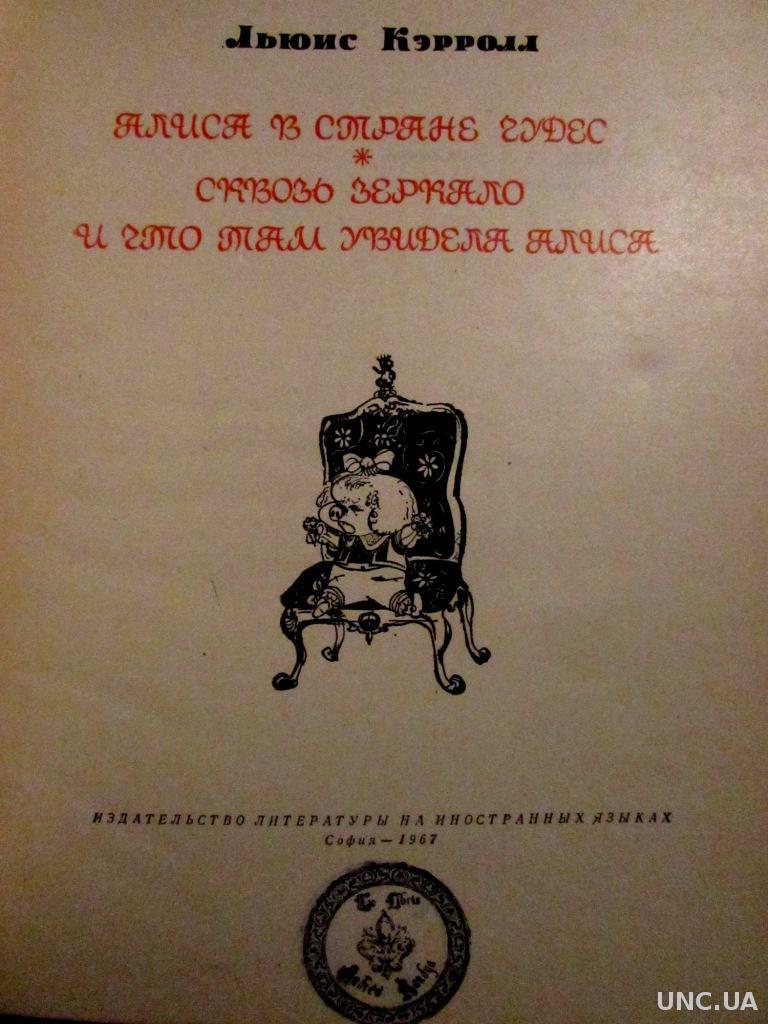 Льюис Кэрролл
АЛИСА В СТРАНЕ ЧУДЕС
*
СКВОЗЬ ЗЕРКАЛО
И ЧТО ТАМ УВИДЕЛА АЛИСА
ИЗДАТЕЛЬСТВО ЛИТЕРАТУРЫ НА ИНОСТРАННЫХ ЯЗЫКАХ
София — 1967
UNC.UA